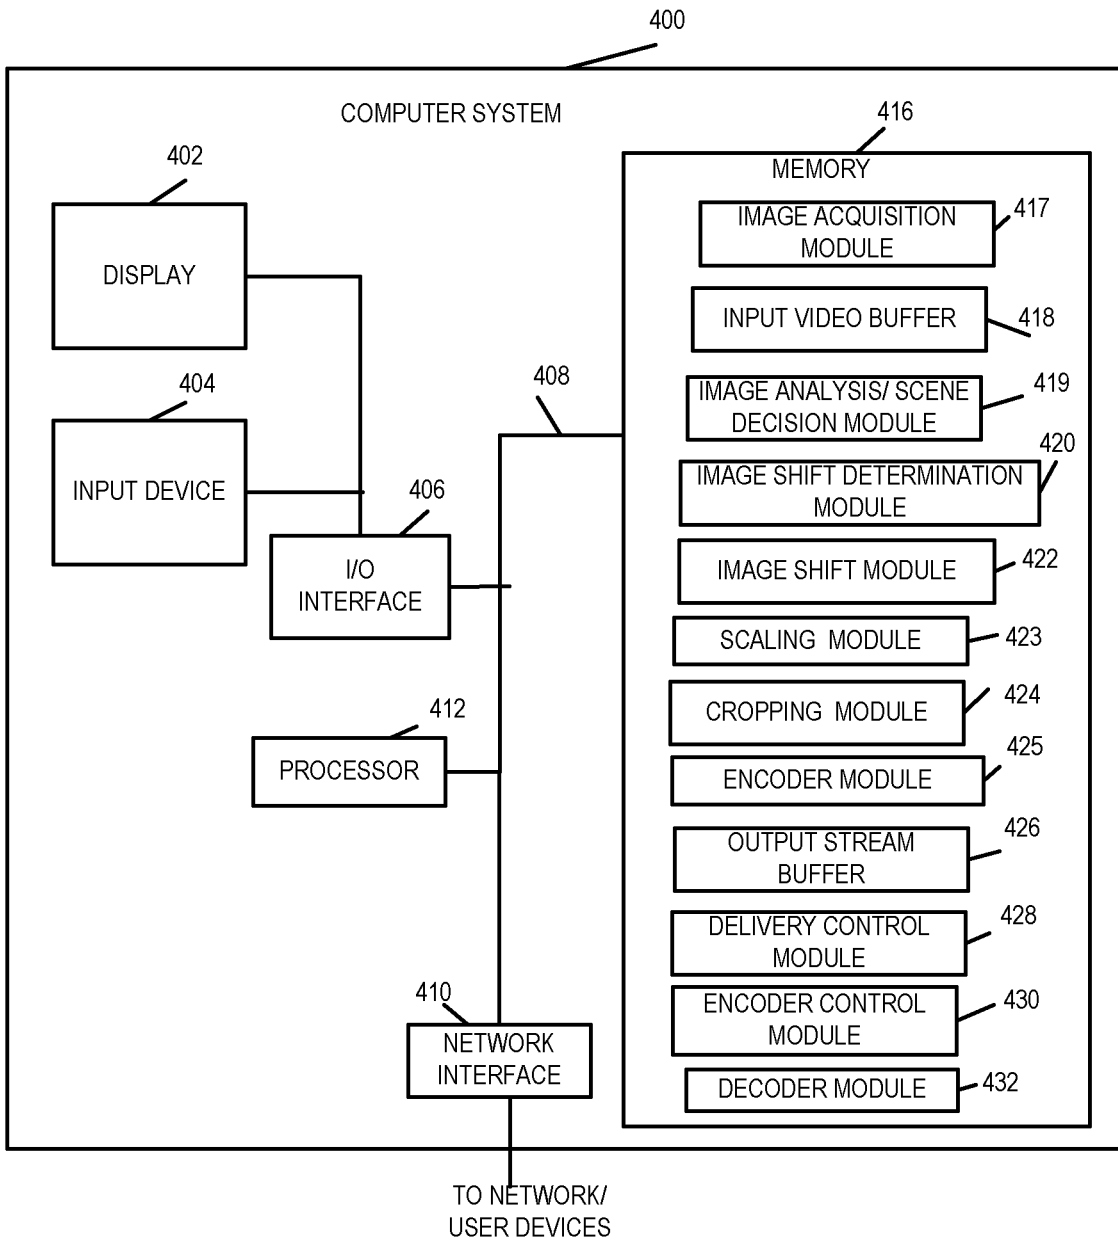 400
COMPUTER SYSTEM
402
DISPLAY
404
INPUT DEVICE
406
I/O
INTERFACE
408
412
PROCESSOR
410
NETWORK
INTERFACE
TO NETWORK/
USER DEVICES
416
MEMORY
IMAGE ACQUISITION
MODULE
417
INPUT VIDEO BUFFER
418
IMAGE ANALYSIS/ SCENE
DECISION MODULE
419
IMAGE SHIFT DETERMINATION
MODULE
420
IMAGE SHIFT MODULE
422
SCALING MODULE
423
CROPPING MODULE
424
ENCODER MODULE
425
OUTPUT STREAM
BUFFER
426
DELIVERY CONTROL
MODULE
428
ENCODER CONTROL
MODULE
430
DECODER MODULE
432